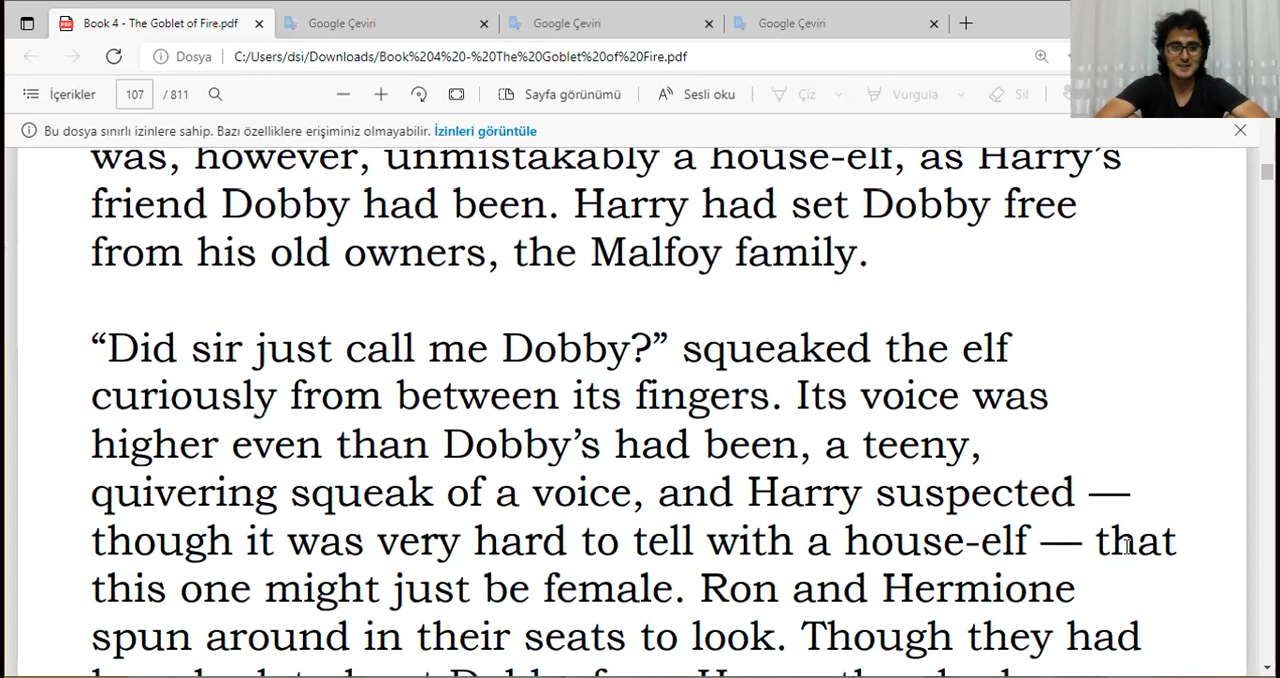 Book 4 - The Goblet of Fire.pdf
Google Çeviri
Google Çeviri
Google Çeviri
Dosya
C:/Users/dsi/Downloads/Book%204%20-%20The%20Goblet%20of%20Fire.pdf
İçerikler
107 / 811
Sayfa görünümü
Sesli oku
Çiz
Vurgula
Sil
Bu dosya sınırlı izinlere sahip. Bazı özelliklere erişiminiz olmayabilir. İzinleri görüntüle
was, however, unmistakably a house-elf, as Harry’s
friend Dobby had been. Harry had set Dobby free
from his old owners, the Malfoy family.
“Did sir just call me Dobby?” squeaked the elf
curiously from between its fingers. Its voice was
higher even than Dobby’s had been, a teeny,
quivering squeak of a voice, and Harry suspected —
though it was very hard to tell with a house-elf — that
this one might just be female. Ron and Hermione
spun around in their seats to look. Though they had